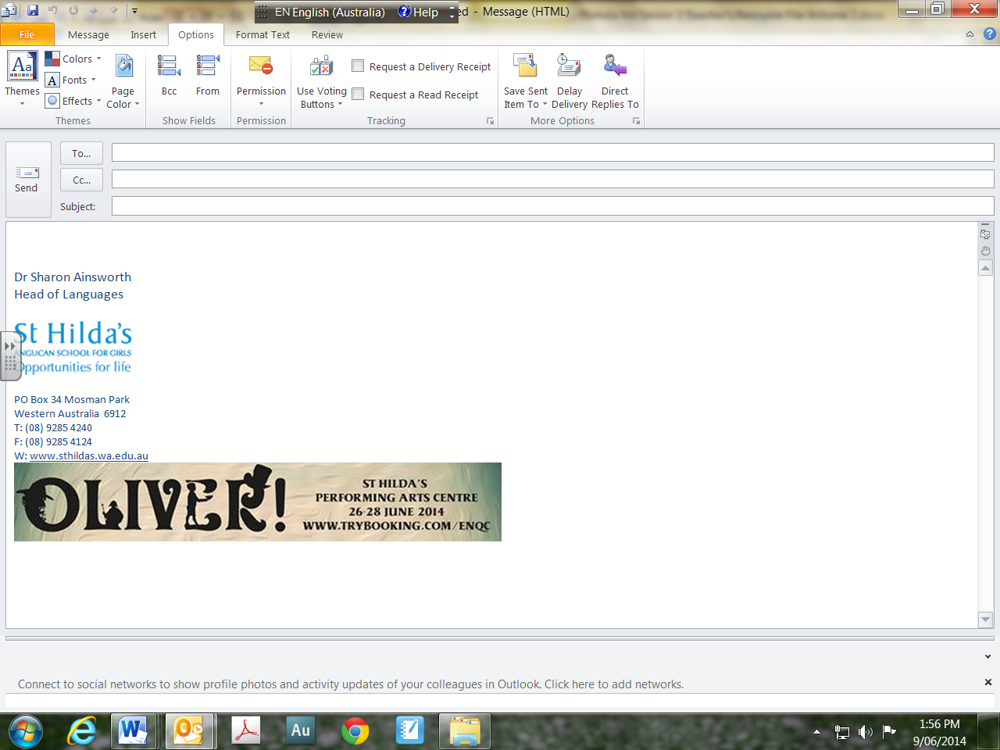 EN English (Australia) Help ed - Message (HTML)
File Message Insert Options Format Text Review
Aa Colors
A Fonts
Effects
Themes
Page Color
Bcc From
Permission
Use Voting Buttons
Request a Delivery Receipt
Request a Read Receipt
Save Sent Item To
Delay Delivery
Direct Replies To
Themes Show Fields Permission Tracking More Options
Send
To...
Cc...
Subject:
Dr Sharon Ainsworth
Head of Languages
St Hilda's
ANGLICAN SCHOOL FOR GIRLS
Opportunities for life
PO Box 34 Mosman Park
Western Australia 6912
T: (08) 9285 4240
F: (08) 9285 4124
W: www.sthildas.wa.edu.au
OLIVER!
ST HILDA'S
PERFORMING ARTS CENTRE
26-28 JUNE 2014
WWW.TRYBOOKING.COM/ENQC
Connect to social networks to show profile photos and activity updates of your colleagues in Outlook. Click here to add networks.
W
Au
1:56 PM
9/06/2014